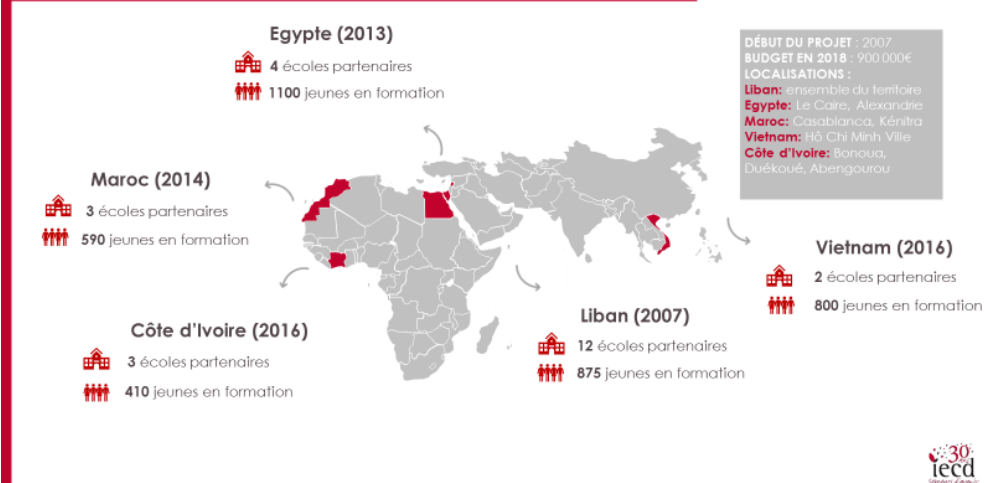 Egypte (2013)
4 écoles partenaires
1100 jeunes en formation
DÉBUT DU PROJET : 2007
BUDGET EN 2018 : 900 000€
LOCALISATIONS :
Liban: ensemble du territoire
Egypte: Le Caire, Alexandrie
Maroc: Casablanca, Kénitra
Vietnam: Hô Chi Minh Ville
Côte d'Ivoire: Bonoua,
Duékoué, Abengourou
Maroc (2014)
3 écoles partenaires
590 jeunes en formation
Vietnam (2016)
2 écoles partenaires
800 jeunes en formation
Côte d'Ivoire (2016)
3 écoles partenaires
410 jeunes en formation
Liban (2007)
12 écoles partenaires
875 jeunes en formation
30
iecd